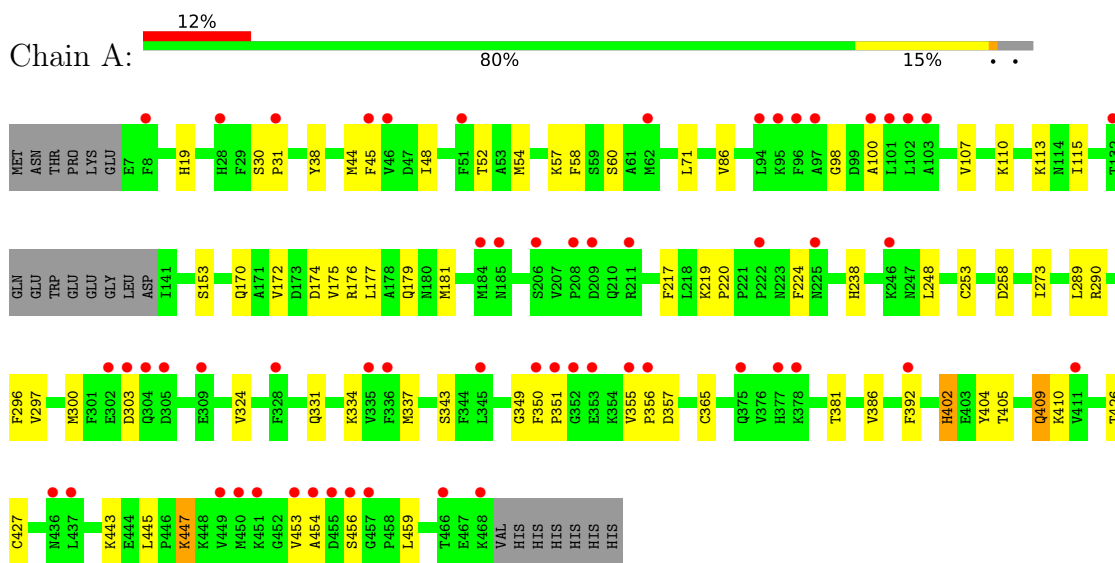 12%
Chain A:
80% 15% • •
MET ASN THR PRO LYS GLU E7 F8 H19 H28 F29 S30 P31 Y38 M44 F45 V46 D47 I48 F51 T52 A53 M54 K57 F58 S59 S60 A61 M62 L71 V86 L94 K95 F96 A97 G98 D99 A100 L101 L102 A103 V107 K110 K113 N114 I115 T132
GLN GLU TRP GLU GLU GLY LEU ASP I141 S153 Q170 A171 V172 D173 D174 V175 R176 L177 A178 Q179 N180 M181 M184 N185 S206 V207 P208 D209 Q210 R211 F217 L218 K219 P220 P221 P222 N223 F224 N225 H238 K246 N247 L248 C253 D258 I273 L289 R290
F296 V297 M300 F301 E302 D303 Q304 D305 E309 V324 F328 Q331 K334 V335 F336 M337 S343 F344 L345 G349 F350 P351 G352 E353 K354 V355 P356 D357 C365 Q375 V376 H377 K378 T381 V386 F392 H402 E403 Y404 T405 Q409 K410 V411 T426
C427 N436 L437 K443 E444 L445 P446 K447 K448 V449 M450 K451 G452 V453 A454 D455 S456 G457 P458 L459 T466 E467 K468 VAL HIS HIS HIS HIS HIS HIS